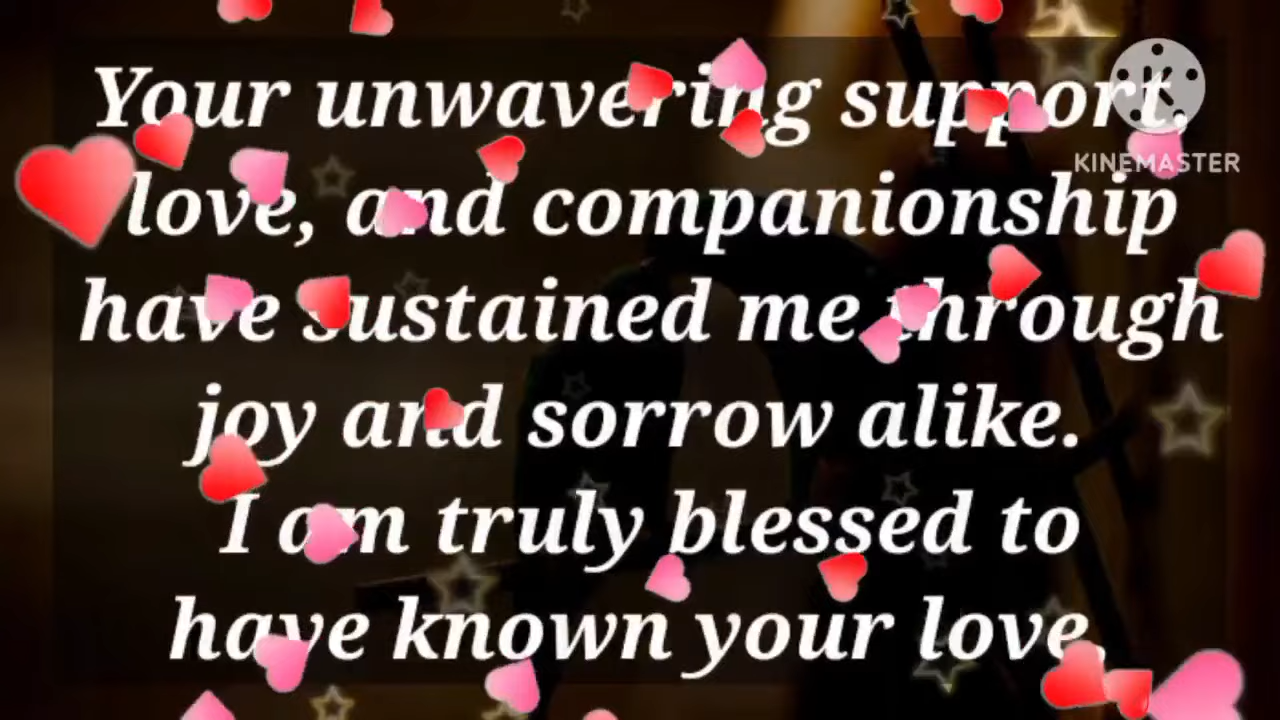 Your unwavering support,
KINEMASTER
love, and companionship
have sustained me through
joy and sorrow alike.
I am truly blessed to
have known your love.